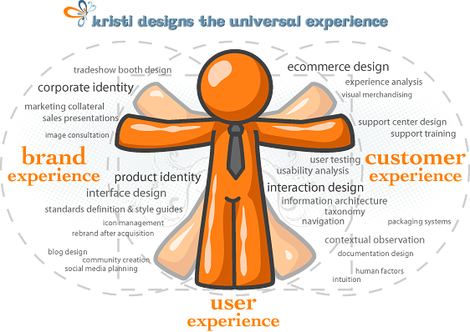 kristi designs the universal experience
tradeshow booth design
corporate identity
marketing collateral
sales presentations
image consultation
brand
experience
product identity
interface design
standards definition & style guides
icon management
rebrand after acquisition
blog design
community creation
social media planning
ecommerce design
experience analysis
visual merchandising
support center design
support training
user testing
usability analysis
customer
experience
interaction design
information architecture
taxonomy
navigation
packaging systems
contextual observation
documentation design
human factors
intuition
user
experience